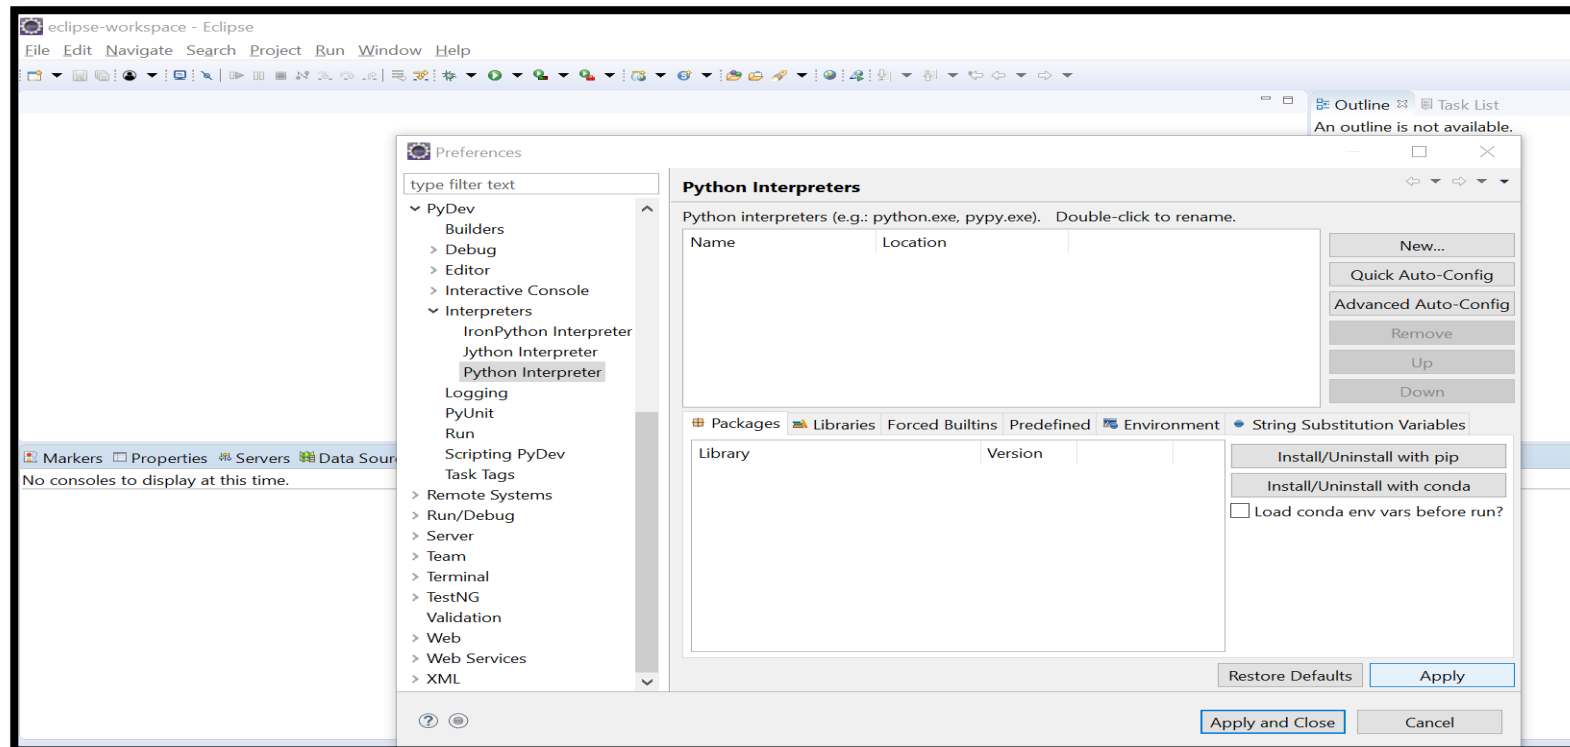 eclipse-workspace - Eclipse
File Edit Navigate Search Project Run Window Help
Outline Task List
An outline is not available.
Preferences
type filter text
PyDev
Builders
Debug
Editor
Interactive Console
Interpreters
IronPython Interpreter
Jython Interpreter
Python Interpreter
Logging
PyUnit
Run
Scripting PyDev
Task Tags
Remote Systems
Run/Debug
Server
Team
Terminal
TestNG
Validation
Web
Web Services
XML
Python Interpreters
Python interpreters (e.g.: python.exe, pypy.exe). Double-click to rename.
Name Location
New...
Quick Auto-Config
Advanced Auto-Config
Remove
Up
Down
Packages Libraries Forced Builtins Predefined Environment String Substitution Variables
Library Version
Install/Uninstall with pip
Install/Uninstall with conda
Load conda env vars before run?
Restore Defaults Apply
Apply and Close Cancel
Markers Properties Servers Data Sour
No consoles to display at this time.